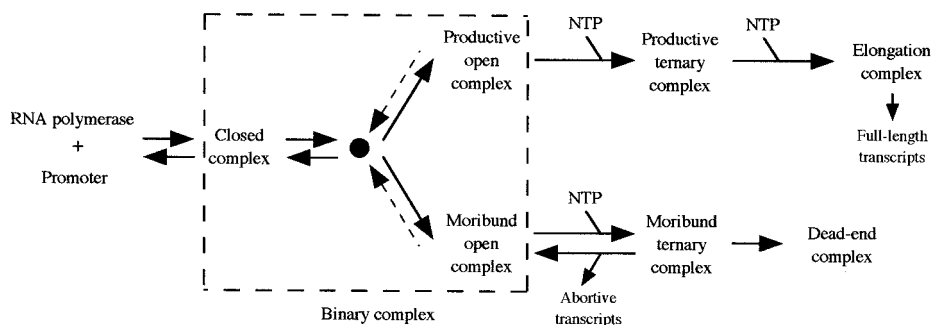 RNA polymerase
+
Promoter
Closed
complex
Productive
open
complex
NTP
Productive
ternary
complex
NTP
Elongation
complex
Full-length
transcripts
Moribund
open
complex
NTP
Abortive
transcripts
Moribund
ternary
complex
Dead-end
complex
Binary complex